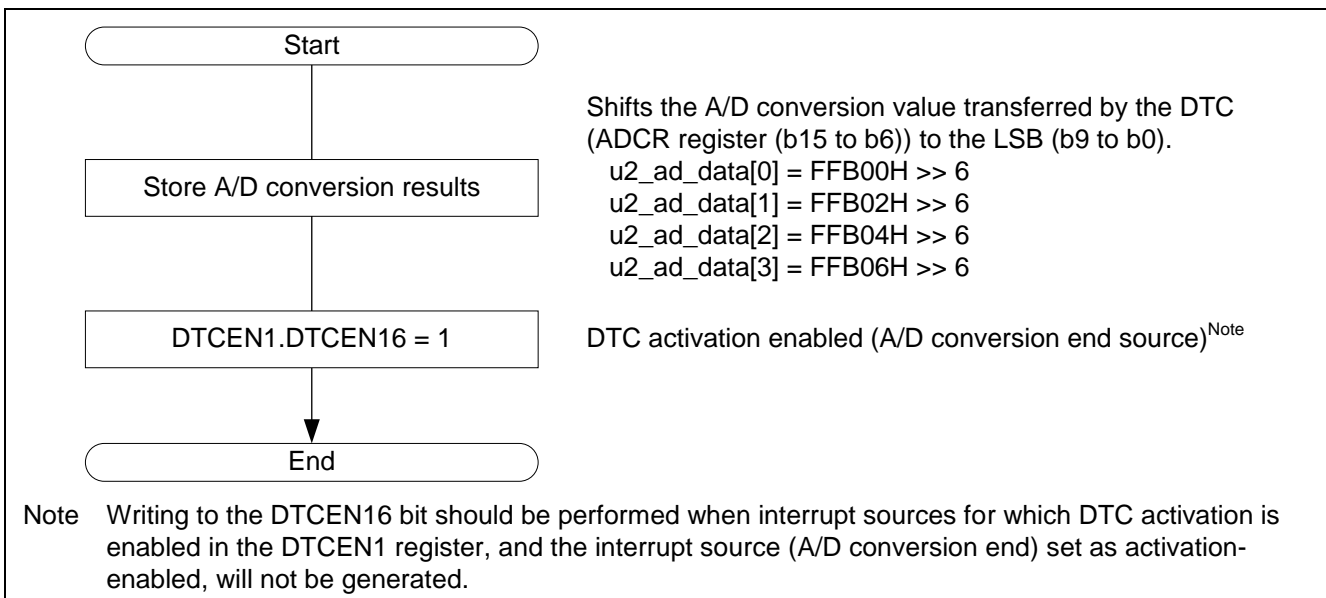 Start
Shifts the A/D conversion value transferred by the DTC
(ADCR register (b15 to b6)) to the LSB (b9 to b0).
u2_ad_data[0] = FFB00H >> 6
Store A/D conversion results
u2_ad_data[1] = FFB02H >> 6
u2_ad_data[2] = FFB04H >> 6
u2_ad_data[3] = FFB06H >> 6
DTCEN1.DTCEN16 = 1
DTC activation enabled (A/D conversion end source)Note
End
Note Writing to the DTCEN16 bit should be performed when interrupt sources for which DTC activation is
enabled in the DTCEN1 register, and the interrupt source (A/D conversion end) set as activation-
enabled, will not be generated.